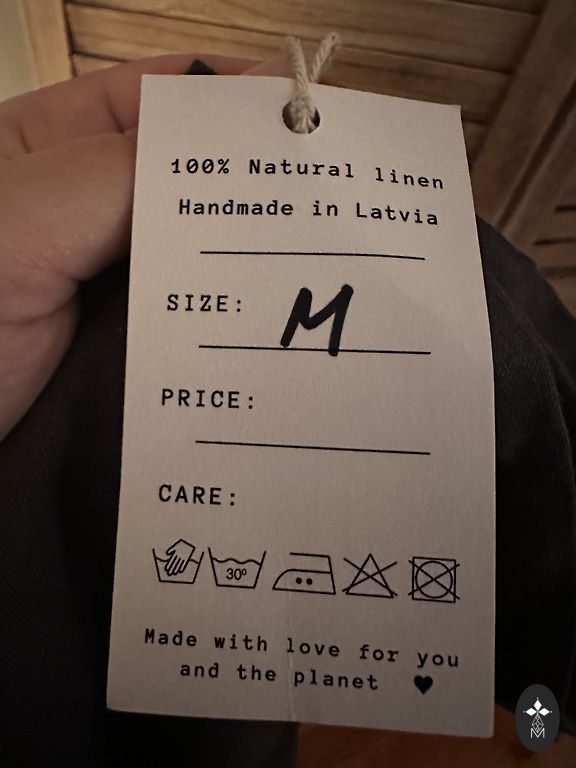 100% Natural linen
Handmade in Latvia
SIZE: M
PRICE:
CARE:
30°
Made with love for you
and the planet ♥
M